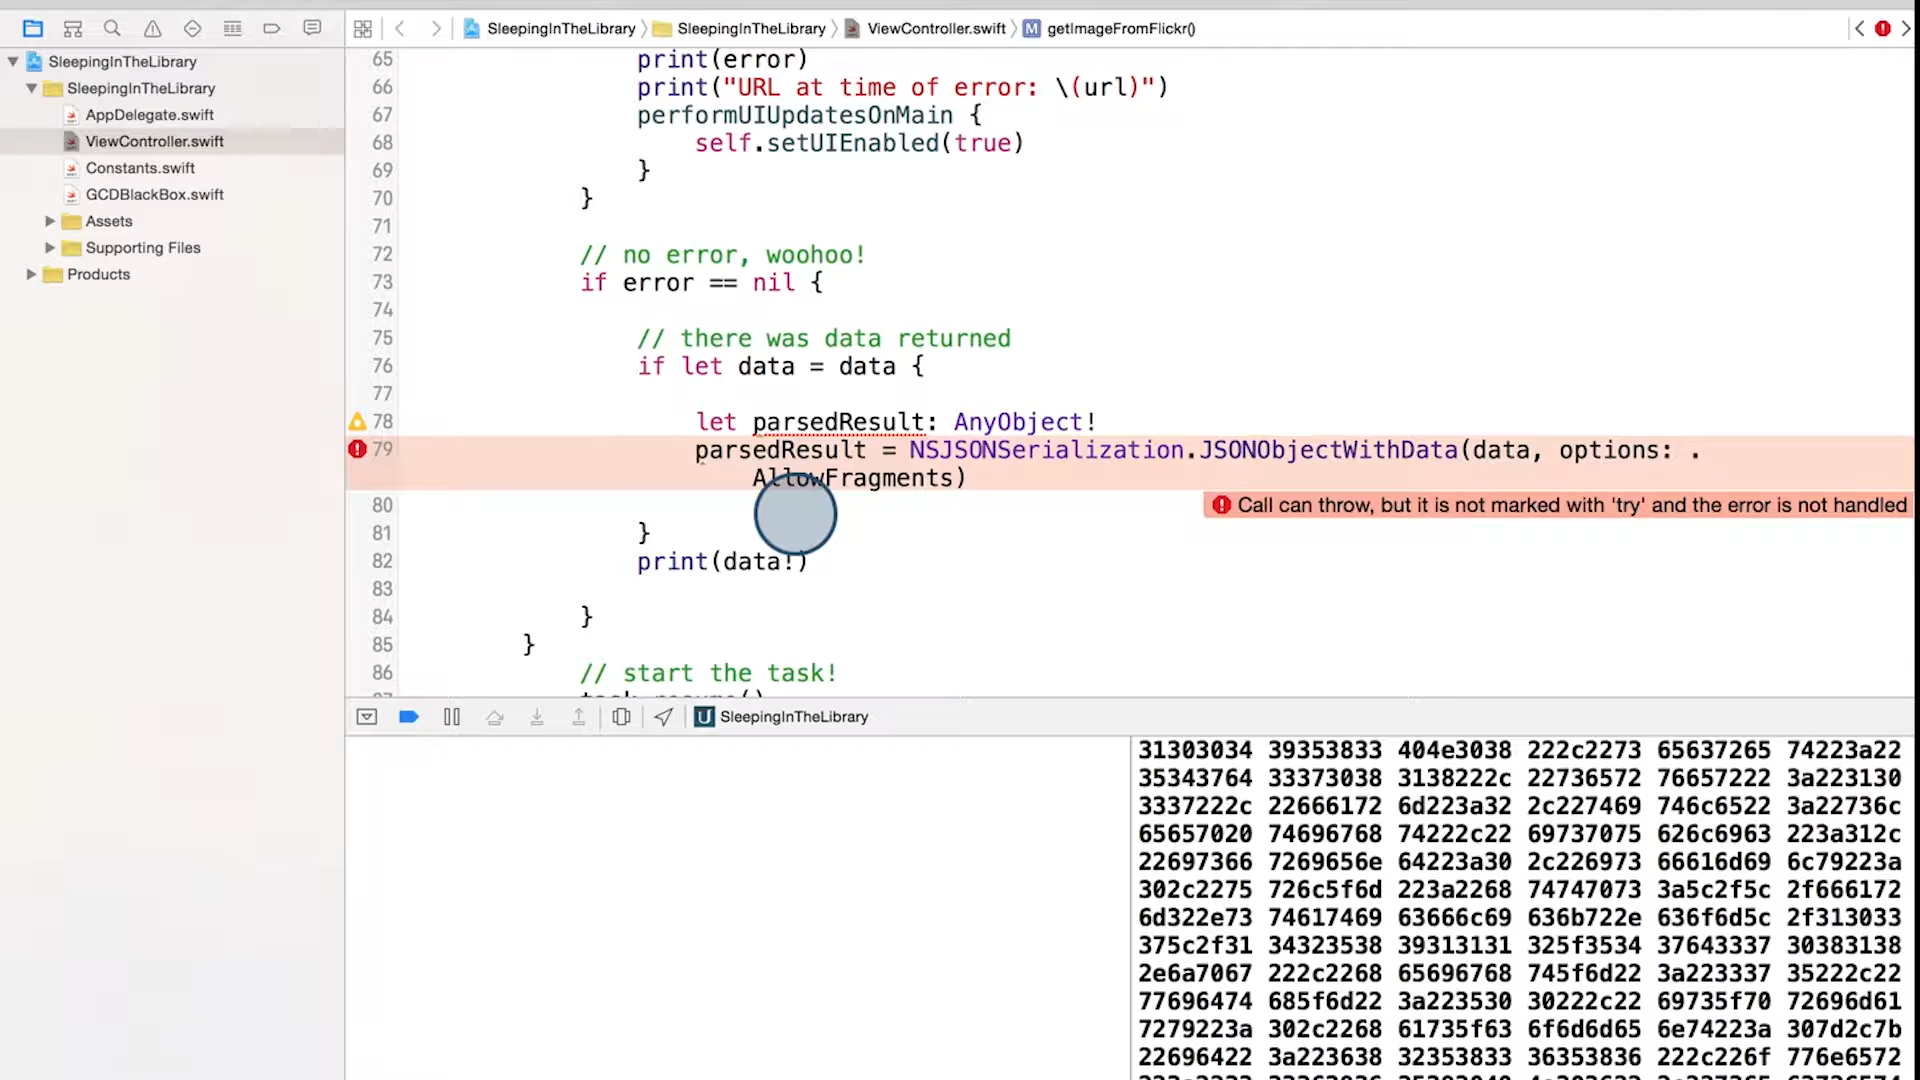 SleepingInTheLibrary
SleepingInTheLibrary
ViewController.swift
M getImageFromFlickr()
SleepingInTheLibrary
SleepingInTheLibrary
AppDelegate.swift
ViewController.swift
Constants.swift
GCDBlackBox.swift
Assets
Supporting Files
Products
65 print(error)
66 print("URL at time of error: \(url)")
67 performUIUpdatesOnMain {
68 self.setUIEnabled(true)
69 }
70 }
71
72 // no error, woohoo!
73 if error == nil {
74
75 // there was data returned
76 if let data = data {
77
78 let parsedResult: AnyObject!
79 parsedResult = NSJSONSerialization.JSONObjectWithData(data, options: .
AllowFragments)
80
Call can throw, but it is not marked with 'try' and the error is not handled
81 }
82 print(data!)
83
84 }
85 }
86 // start the task!
U SleepingInTheLibrary
31303034 39353833 404e3038 222c2273 65637265 74223a22
35343764 33373038 3138222c 22736572 76657222 3a223130
3337222c 22666172 6d223a32 2c227469 746c6522 3a22736c
65657020 74696768 74222c22 69737075 626c6963 223a312c
22697366 7269656e 64223a30 2c226973 66616d69 6c79223a
302c2275 726c5f6d 223a2268 74747073 3a5c2f5c 2f666172
6d322e73 74617469 63666c69 636b722e 636f6d5c 2f313033
375c2f31 34323538 39313131 325f3534 37643337 30383138
2e6a7067 222c2268 65696768 745f6d22 3a223337 35222c22
77696474 685f6d22 3a223530 30222c22 69735f70 72696d61
7279223a 302c2268 61735f63 6f6d6d65 6e74223a 307d2c7b
22696422 3a223638 32353833 36353836 222c226f 776e6572